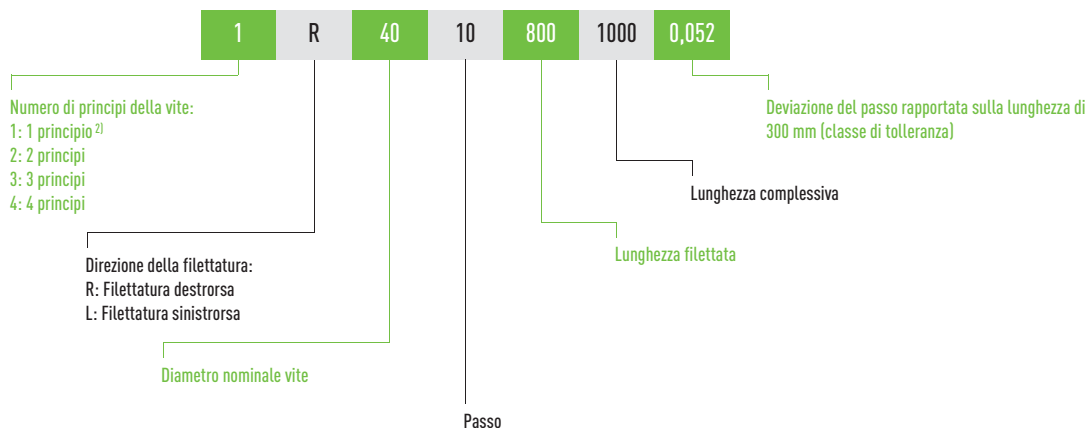 1 R 40 10 800 1000 0,052
Numero di principi della vite:
1: 1 principio 2)
2: 2 principi
3: 3 principi
4: 4 principi
Deviazione del passo rapportata sulla lunghezza di
300 mm (classe di tolleranza)
Lunghezza complessiva
Lunghezza filettata
Direzione della filettatura:
R: Filettatura destrorsa
L: Filettatura sinistrorsa
Diametro nominale vite
Passo